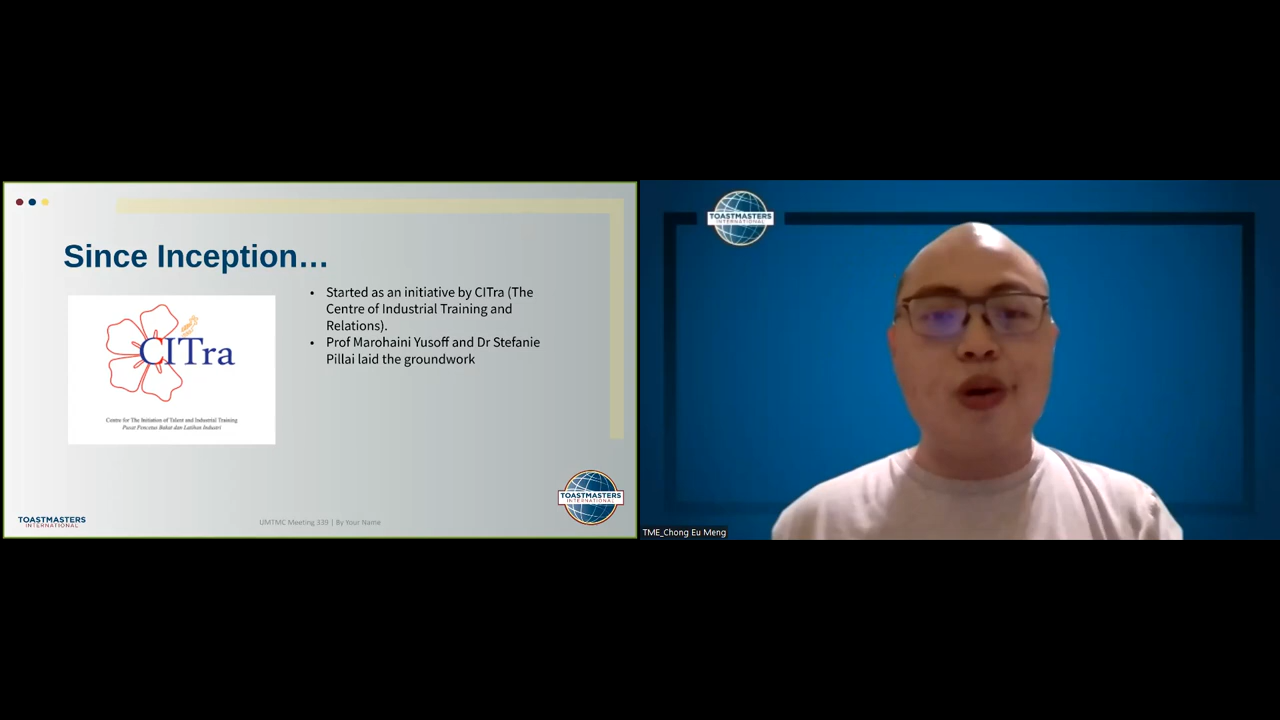 Since Inception…
CITra
Centre for The Initiation of Talent and Industrial Training
Pusat Pencetus Bakat dan Latihan Industri
• Started as an initiative by CITra (The
Centre of Industrial Training and
Relations).
• Prof Marohaini Yusoff and Dr Stefanie
Pillai laid the groundwork
TOASTMASTERS
INTERNATIONAL
UMTMC Meeting 339 | By Your Name
TOASTMASTERS
INTERNATIONAL
TOASTMASTERS
INTERNATIONAL
TME_Chong Eu Meng